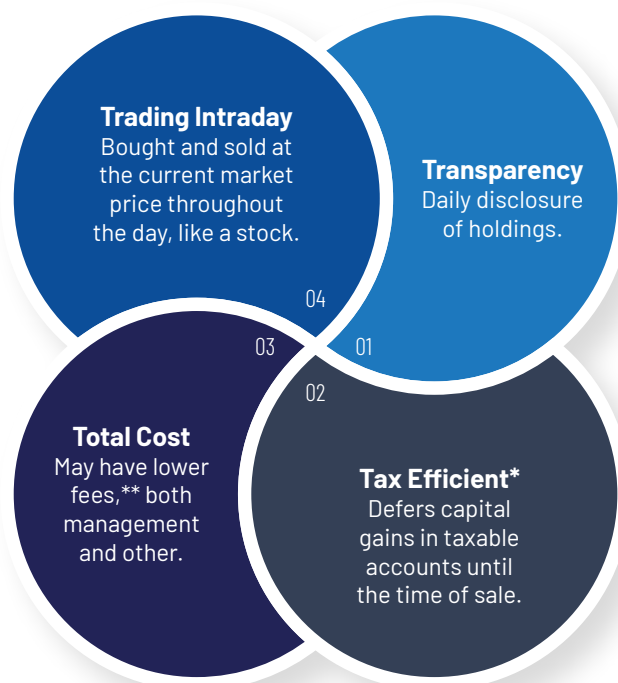 Trading Intraday
Bought and sold at
the current market
price throughout
the day, like a stock.
04
Transparency
Daily disclosure
of holdings.
01
03
Total Cost
May have lower
fees,** both
management
and other.
02
Tax Efficient*
Defers capital
gains in taxable
accounts until
the time of sale.